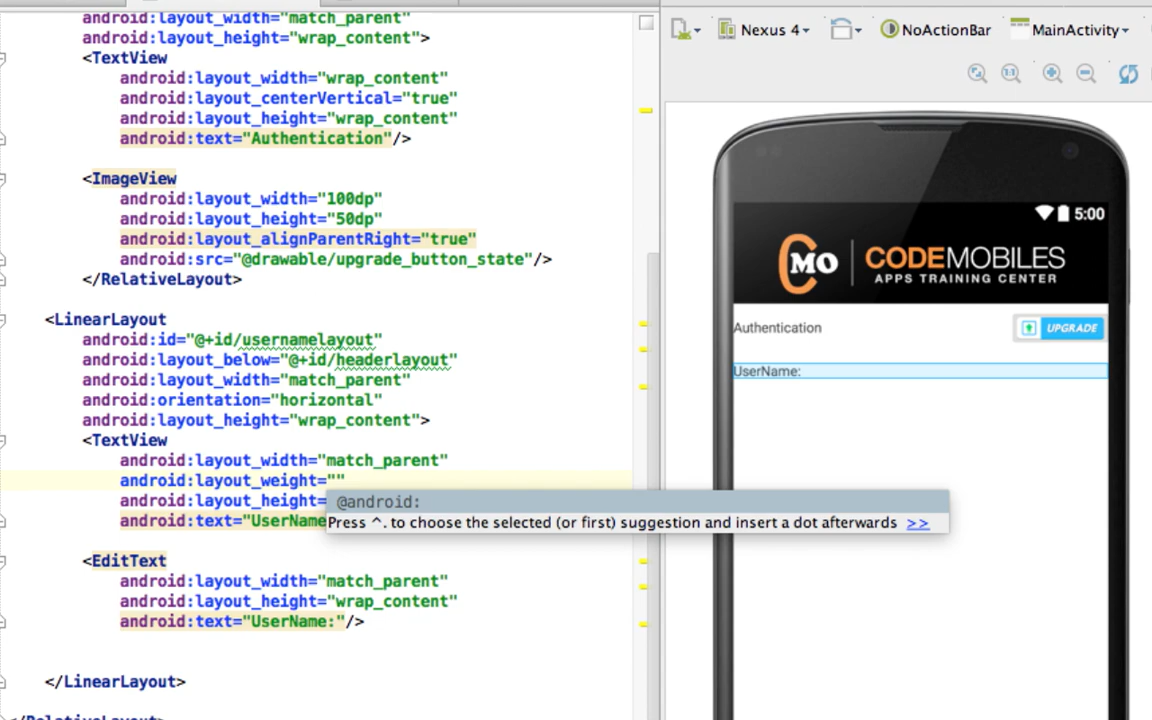 android:layout_width="match_parent"
android:layout_height="wrap_content">
<TextView
android:layout_width="wrap_content"
android:layout_centerVertical="true"
android:layout_height="wrap_content"
android:text="Authentication"/>
<ImageView
android:layout_width="100dp"
android:layout_height="50dp"
android:layout_alignParentRight="true"
android:src="@drawable/upgrade_button_state"/>
</RelativeLayout>
<LinearLayout
android:id="@+id/usernamelayout"
android:layout_below="@+id/headerlayout"
android:layout_width="match_parent"
android:orientation="horizontal"
android:layout_height="wrap_content">
<TextView
android:layout_width="match_parent"
android:layout_weight=""
android:layout_height=
@android:
android:text="UserName
Press ^. to choose the selected (or first) suggestion and insert a dot afterwards >>
<EditText
android:layout_width="match_parent"
android:layout_height="wrap_content"
android:text="UserName:"/>
</LinearLayout>
</RelativeLayout>
Nexus 4
NoActionBar
MainActivity
1:1
5:00
CMO
CODEMOBILES
APPS TRAINING CENTER
Authentication
UPGRADE
UserName: